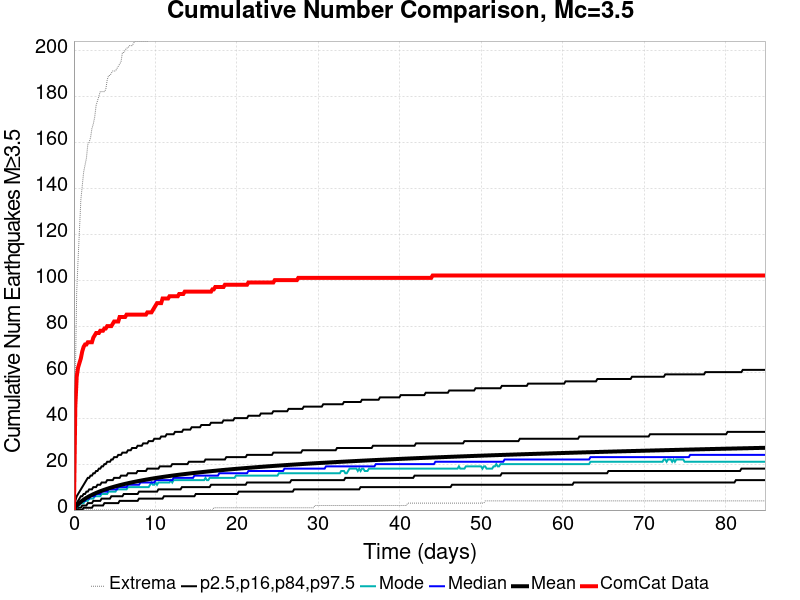 Cumulative Number Comparison, Mc=3.5
Cumulative Num Earthquakes M≥3.5
200
180
160
140
120
100
80
60
40
20
0
0 10 20 30 40 50 60 70 80
Time (days)
Extrema p2.5,p16,p84,p97.5 Mode Median Mean ComCat Data